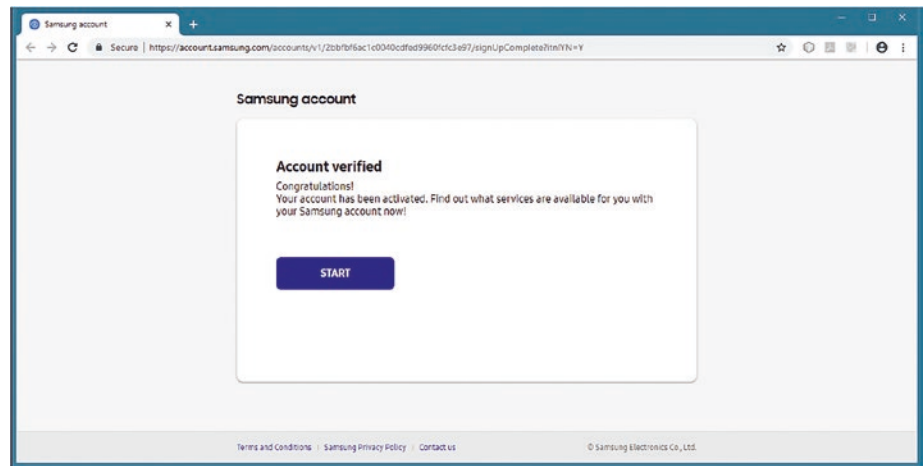 Samsung account
Secure | https://account.samsung.com/accounts/v1/2bbfbf6ac1c0040cdfed9960fcfc3e97/signUpComplete?itnlYN=Y
Samsung account
Account verified
Congratulations!
Your account has been activated. Find out what services are available for you with
your Samsung account now!
START
Terms and Conditions | Samsung Privacy Policy | Contact us © Samsung Electronics Co., Ltd.